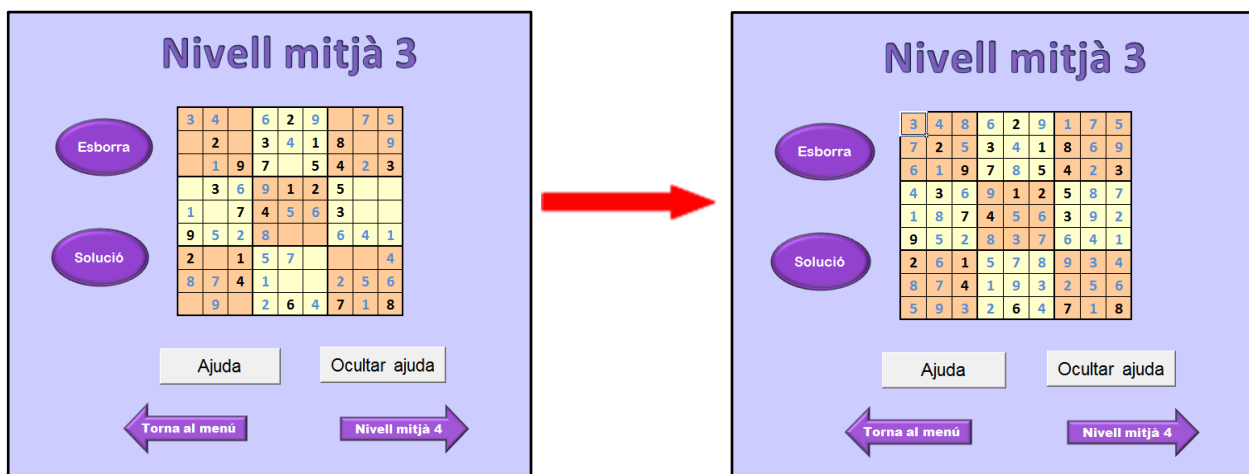 Nivell mitjà 3
Esborra
Solució
3 4 6 2 9 7 5
2 3 4 1 8 9
1 9 7 5 4 2 3
3 6 9 1 2 5
1 7 4 5 6 3
9 5 2 8 6 4 1
2 1 5 7 4
8 7 4 1 2 5 6
9 2 6 4 7 1 8
Ajuda
Ocultar ajuda
Torna al menú
Nivell mitjà 4
Nivell mitjà 3
Esborra
Solució
3 4 8 6 2 9 1 7 5
7 2 5 3 4 1 8 6 9
6 1 9 7 8 5 4 2 3
4 3 6 9 1 2 5 8 7
1 8 7 4 5 6 3 9 2
9 5 2 8 3 7 6 4 1
2 6 1 5 7 8 9 3 4
8 7 4 1 9 3 2 5 6
5 9 3 2 6 4 7 1 8
Ajuda
Ocultar ajuda
Torna al menú
Nivell mitjà 4